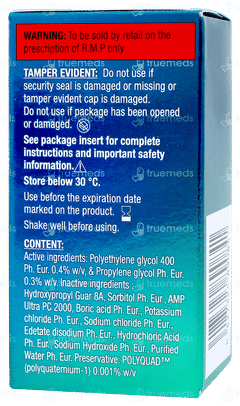 WARNING: To be sold by retail on the
prescription of R.M.P only
TAMPER EVIDENT: Do not use if
security seal is damaged or missing or
tamper evident cap is damaged.
Do not use if package has been opened
or damaged.
See package insert for complete
instructions and important safety
information.
Store below 30 °C.
Use before the expiration date
marked on the product.
Shake well before using.
CONTENT:
Active ingredients: Polyethylene glycol 400
Ph. Eur. 0.4% w/v, & Propylene glycol Ph. Eur.
0.3% w/v. Inactive ingredients :
Hydroxypropyl Guar 8A, Sorbitol Ph. Eur., AMP
Ultra PC 2000, Boric acid Ph. Eur., Potassium
chloride Ph. Eur., Sodium chloride Ph. Eur.,
Edetate disodium Ph. Eur., Hydrochloric Acid
Ph. Eur., Sodium Hydroxide Ph. Eur., Purified
Water Ph. Eur. Preservative: POLYQUAD™
(polyquaternium-1) 0.001% w/v
truemeds